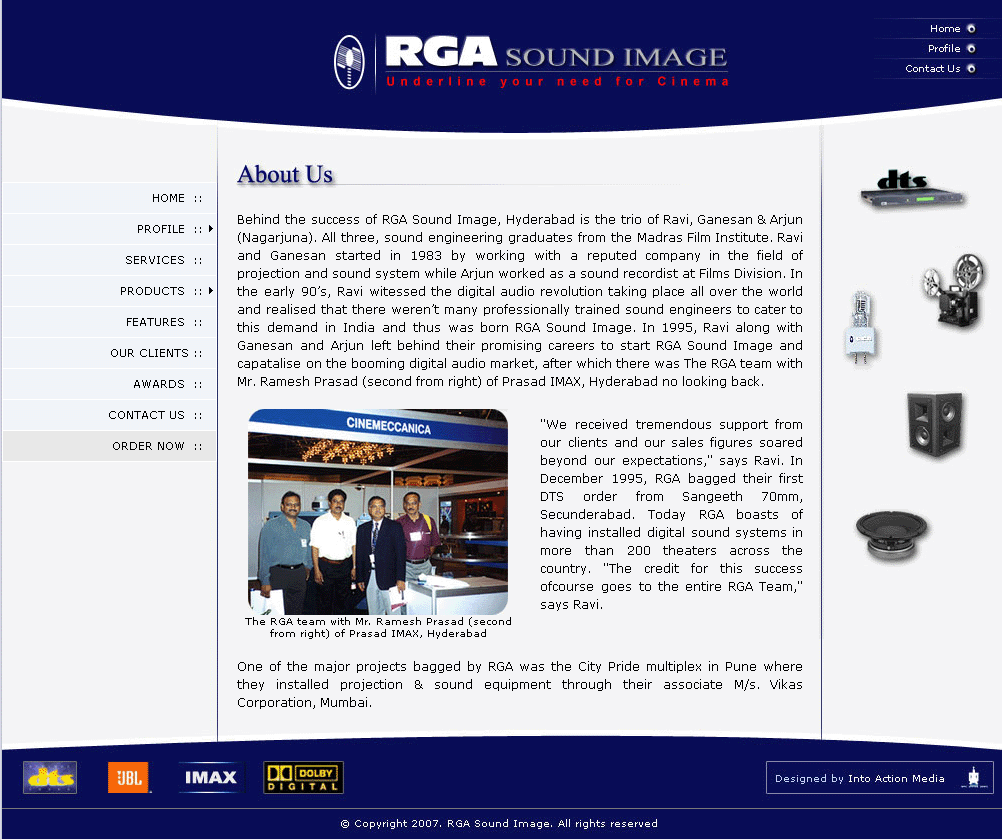 RGA SOUND IMAGE
Underline your need for Cinema
Home
Profile
Contact Us
HOME ::
PROFILE ::
SERVICES ::
PRODUCTS ::
FEATURES ::
OUR CLIENTS ::
AWARDS ::
CONTACT US ::
ORDER NOW ::
About Us
Behind the success of RGA Sound Image, Hyderabad is the trio of Ravi, Ganesan & Arjun
(Nagarjuna). All three, sound engineering graduates from the Madras Film Institute. Ravi
and Ganesan started in 1983 by working with a reputed company in the field of
projection and sound system while Arjun worked as a sound recordist at Films Division. In
the early 90's, Ravi witessed the digital audio revolution taking place all over the world
and realised that there weren't many professionally trained sound engineers to cater to
this demand in India and thus was born RGA Sound Image. In 1995, Ravi along with
Ganesan and Arjun left behind their promising careers to start RGA Sound Image and
capatalise on the booming digital audio market, after which there was The RGA team with
Mr. Ramesh Prasad (second from right) of Prasad IMAX, Hyderabad no looking back.
CINEMECCANICA
The RGA team with Mr. Ramesh Prasad (second
from right) of Prasad IMAX, Hyderabad
"We received tremendous support from
our clients and our sales figures soared
beyond our expectations," says Ravi. In
December 1995, RGA bagged their first
DTS order from Sangeeth 70mm,
Secunderabad. Today RGA boasts of
having installed digital sound systems in
more than 200 theaters across the
country. "The credit for this success
ofcourse goes to the entire RGA Team,"
says Ravi.
One of the major projects bagged by RGA was the City Pride multiplex in Pune where
they installed projection & sound equipment through their associate M/s. Vikas
Corporation, Mumbai.
dts
dts
JBL
IMAX
DOLBY
DIGITAL
Designed by Into Action Media
© Copyright 2007. RGA Sound Image. All rights reserved